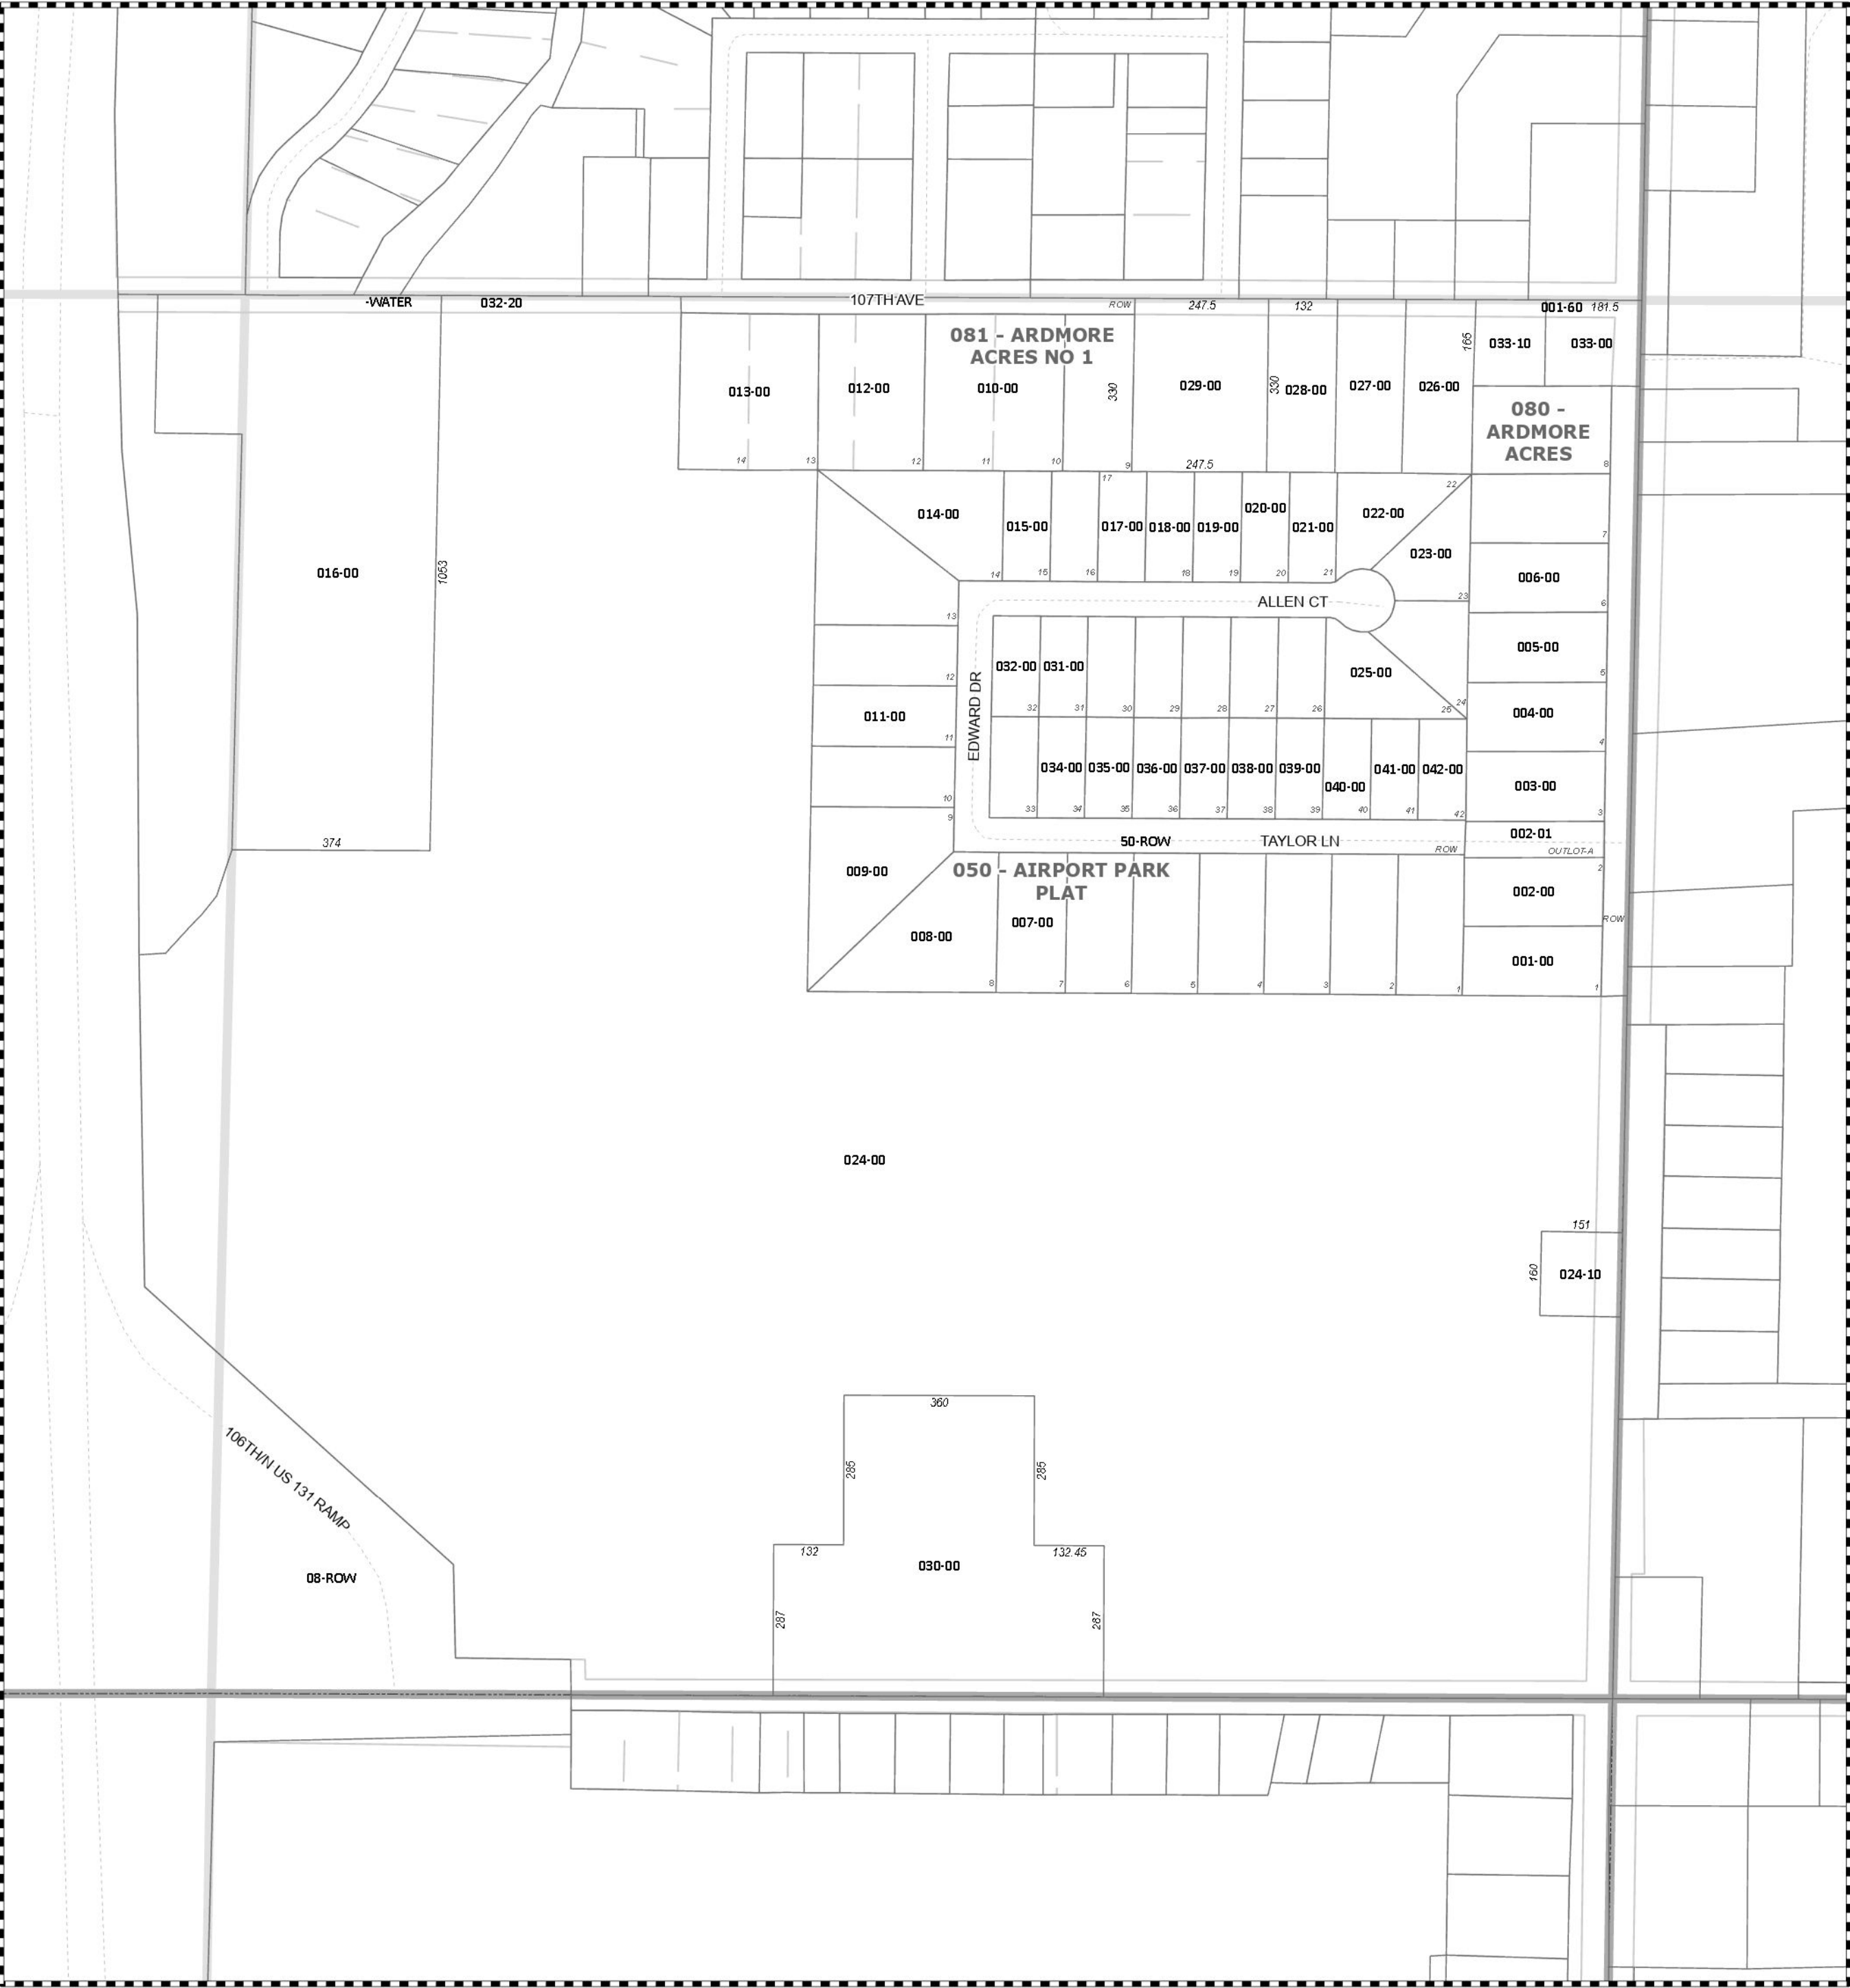 -WATER 032-20 107TH AVE ROW 247.5 132 001-60 181.5
081 - ARDMORE
ACRES NO 1
165 033-10 033-00
013-00 012-00 010-00 330 029-00 330 028-00 027-00 026-00
080 -
ARDMORE
ACRES
14 13 12 11 10 9 247.5 8
17 22
014-00 015-00 017-00 018-00 019-00 020-00 021-00 022-00
023-00
7
016-00 1053
14 15 16 18 19 20 21
006-00
23 6
ALLEN CT
13
032-00 031-00 025-00 005-00
12 5
EDWARD DR
32 31 30 29 28 27 26 25 24
011-00 004-00
11 4
034-00 035-00 036-00 037-00 038-00 039-00 040-00 041-00 042-00 003-00
10
9 33 34 35 36 37 38 39 40 41 42 3
374
50-ROW TAYLOR LN ROW 002-01
OUTLOT-A
050 - AIRPORT PARK
PLAT
009-00 2
002-00
008-00 007-00 ROW
001-00
8 7 6 5 4 3 2 1 1
024-00
151
160 024-10
360
285 285
106TH/N US 131 RAMP
132 132.45
030-00
08-ROW
287 287